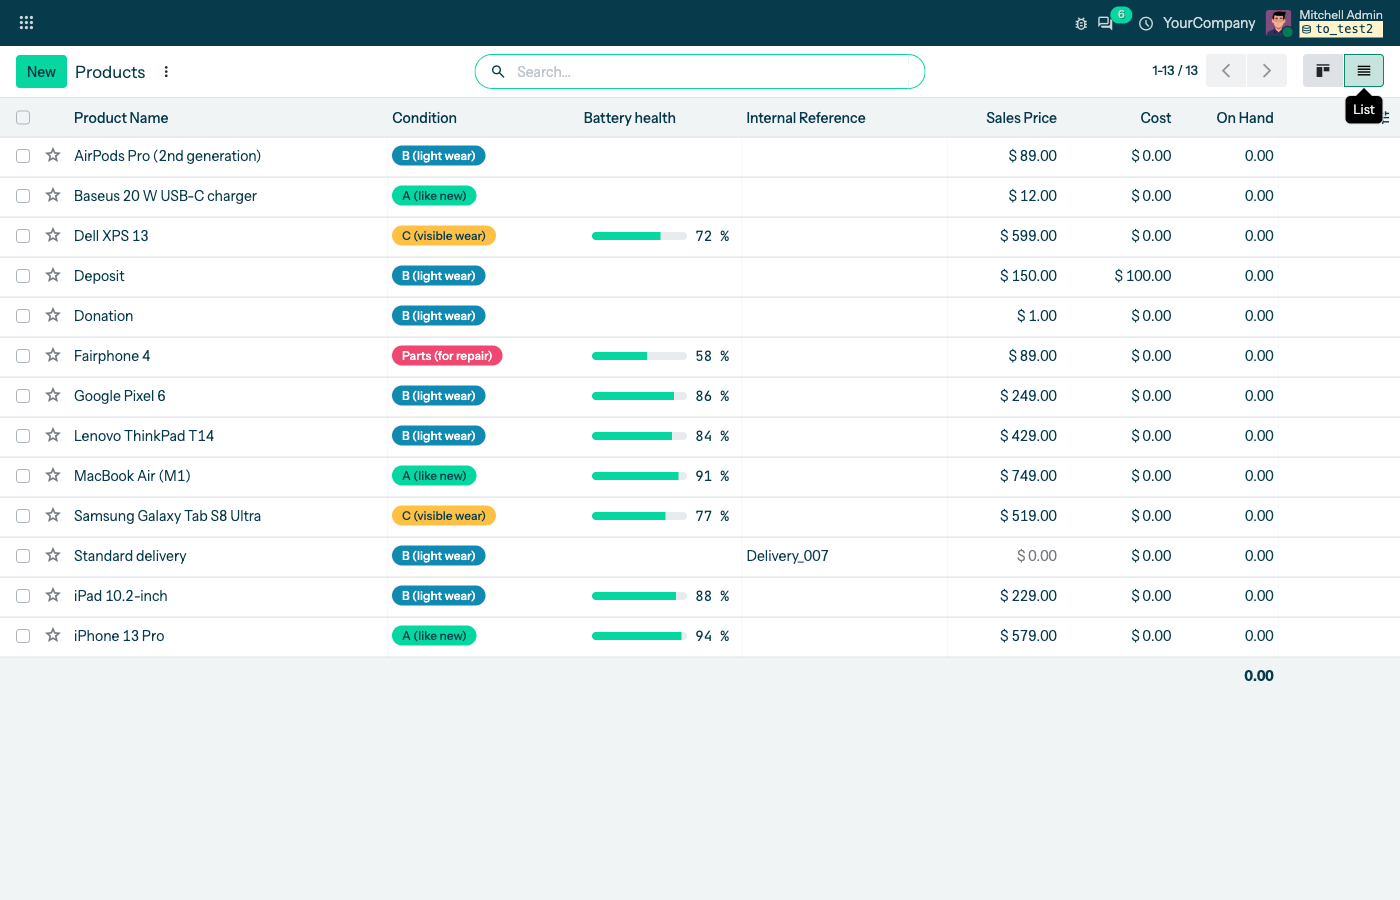 6
YourCompany
Mitchell Admin
to_test2
New
Products
Search...
1-13 / 13
List
Product Name Condition Battery health Internal Reference Sales Price Cost On Hand
AirPods Pro (2nd generation) B (light wear) $ 89.00 $ 0.00 0.00
Baseus 20 W USB-C charger A (like new) $ 12.00 $ 0.00 0.00
Dell XPS 13 C (visible wear) 72 % $ 599.00 $ 0.00 0.00
Deposit B (light wear) $ 150.00 $ 100.00 0.00
Donation B (light wear) $ 1.00 $ 0.00 0.00
Fairphone 4 Parts (for repair) 58 % $ 89.00 $ 0.00 0.00
Google Pixel 6 B (light wear) 86 % $ 249.00 $ 0.00 0.00
Lenovo ThinkPad T14 B (light wear) 84 % $ 429.00 $ 0.00 0.00
MacBook Air (M1) A (like new) 91 % $ 749.00 $ 0.00 0.00
Samsung Galaxy Tab S8 Ultra C (visible wear) 77 % $ 519.00 $ 0.00 0.00
Standard delivery B (light wear) Delivery_007 $ 0.00 $ 0.00 0.00
iPad 10.2-inch B (light wear) 88 % $ 229.00 $ 0.00 0.00
iPhone 13 Pro A (like new) 94 % $ 579.00 $ 0.00 0.00
0.00